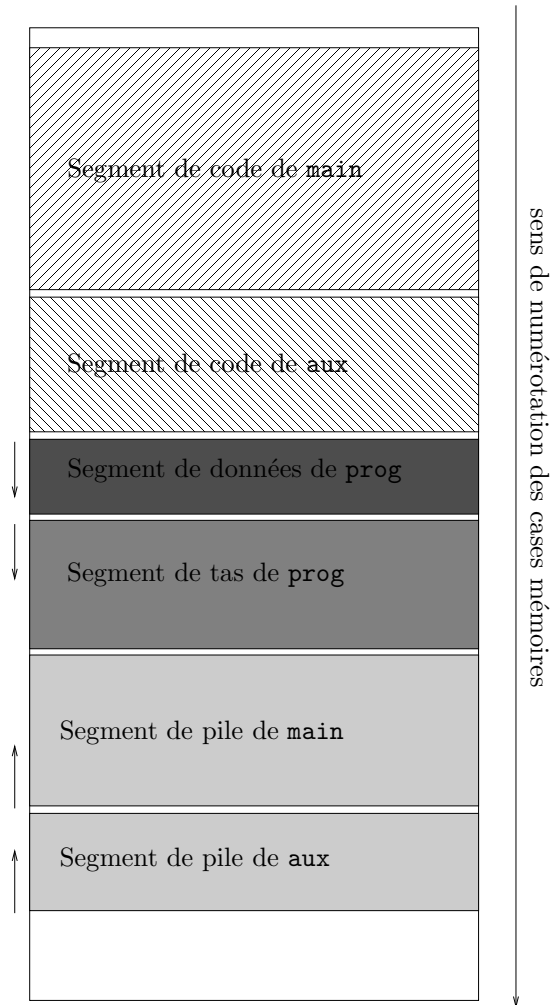 Segment de code de main
Segment de code de aux
Segment de données de prog
Segment de tas de prog
Segment de pile de main
Segment de pile de aux
sens de numérotation des cases mémoires